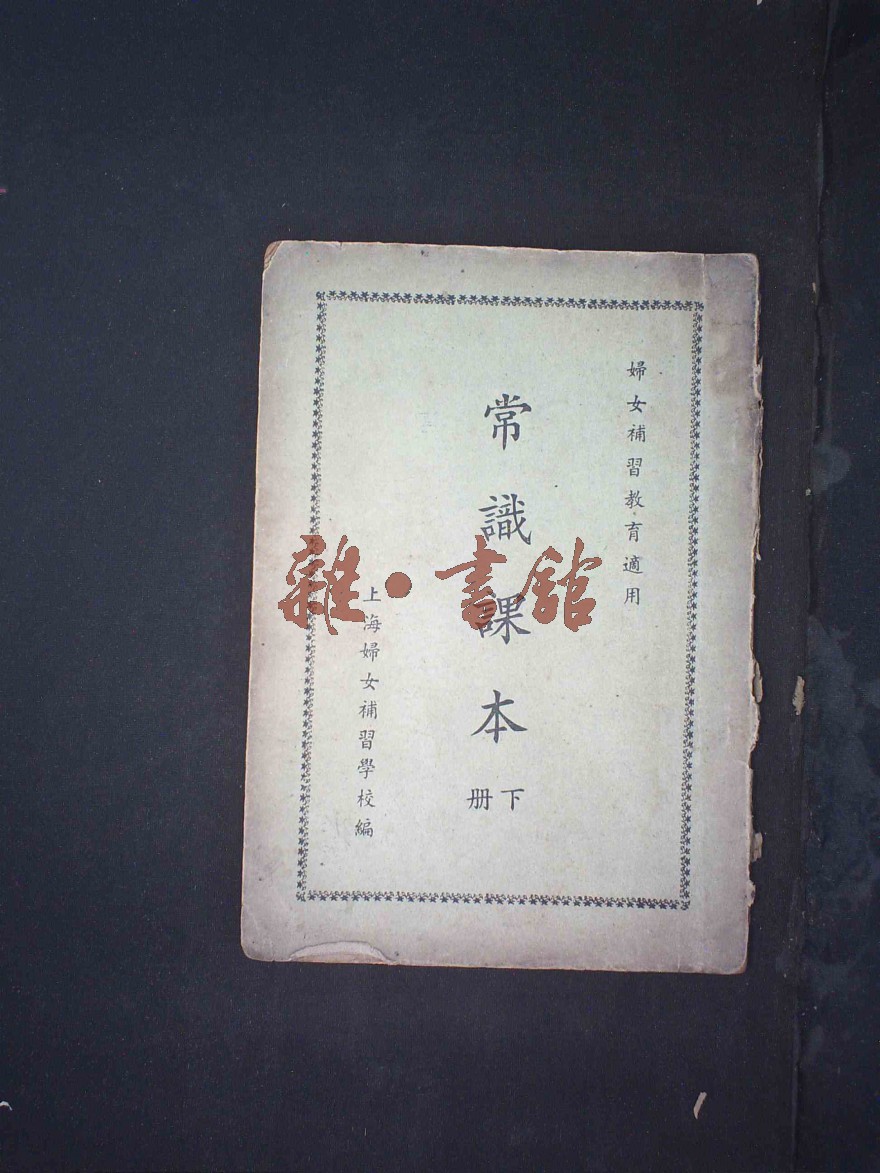 婦女補習教育適用
常識課本
下册
上海婦女補習學校編
雜·書館